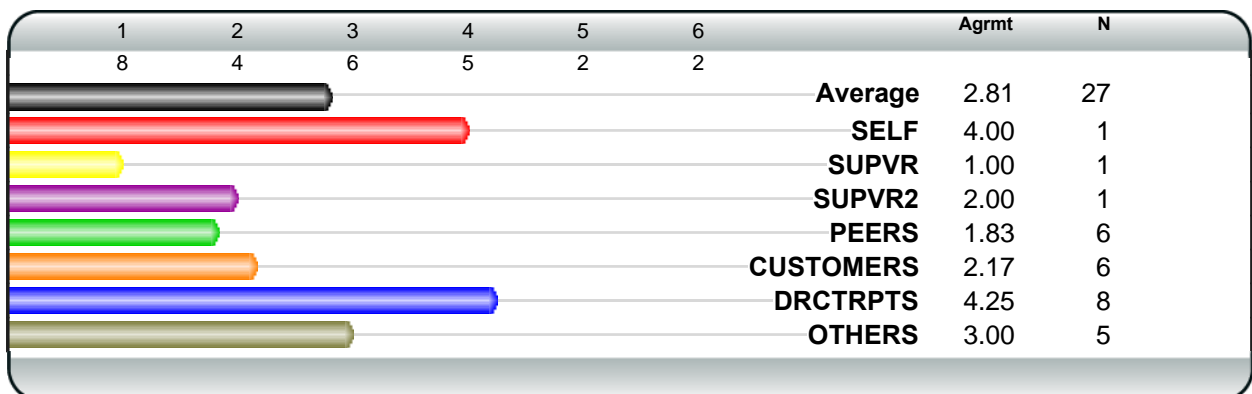 1 2 3 4 5 6 Agrmt N
8 4 6 5 2 2
Average 2.81 27
SELF 4.00 1
SUPVR 1.00 1
SUPVR2 2.00 1
PEERS 1.83 6
CUSTOMERS 2.17 6
DRCTRPTS 4.25 8
OTHERS 3.00 5